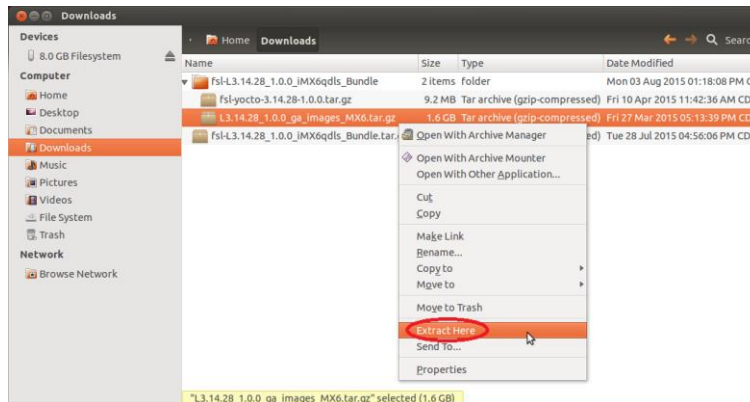 Downloads
Devices
8.0 GB Filesystem
Computer
Home
Desktop
Documents
Downloads
Music
Pictures
Videos
File System
Trash
Network
Browse Network
Home Downloads
Searc
Name Size Type Date Modified
fsl-L3.14.28_1.0.0_iMX6qdls_Bundle 2 items folder Mon 03 Aug 2015 01:18:08 PM C
fsl-yocto-3.14.28-1.0.0.tar.gz 9.2 MB Tar archive (gzip-compressed) Fri 10 Apr 2015 11:42:36 AM CD
L3.14.28_1.0.0_ga_images_MX6.tar.gz 1.6 GB Tar archive (gzip-compressed) Fri 27 Mar 2015 05:13:39 PM CD
fsl-L3.14.28_1.0.0_iMX6qdls_Bundle.tar. ed) Tue 28 Jul 2015 04:56:06 PM CD
Open With Archive Manager
Open With Archive Mounter
Open With Other Application...
Cut
Copy
Make Link
Rename...
Copy to
Move to
Move to Trash
Extract Here
Send To...
Properties
"L3.14.28_1.0.0_ga_images_MX6.tar.gz" selected (1.6 GB)